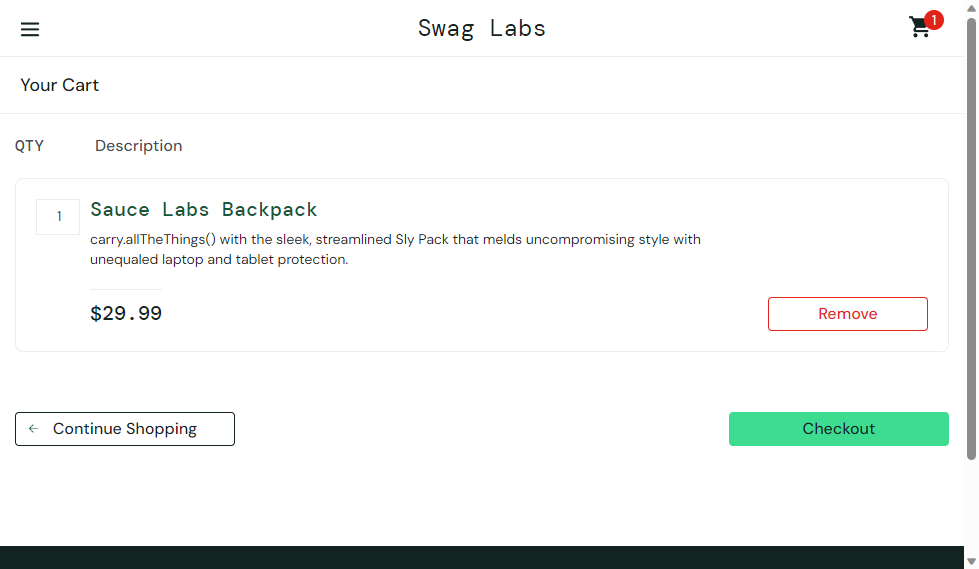 Swag Labs
1
Your Cart
QTY Description
1
Sauce Labs Backpack
carry.allTheThings() with the sleek, streamlined Sly Pack that melds uncompromising style with
unequaled laptop and tablet protection.
$29.99
Remove
← Continue Shopping
Checkout